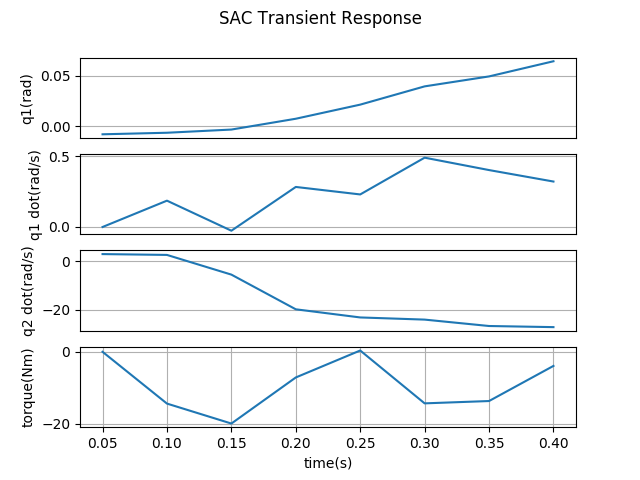 SAC Transient Response
q1(rad)
0.05
0.00
q1 dot(rad/s)
0.5
0.0
q2 dot(rad/s)
0
−20
torque(Nm)
0
−20
0.05 0.10 0.15 0.20 0.25 0.30 0.35 0.40
time(s)